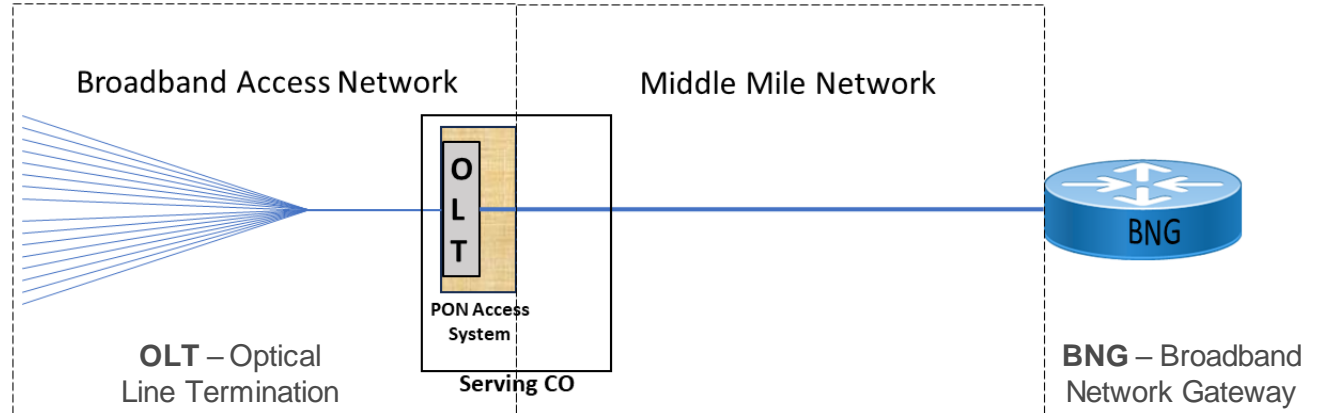 Broadband Access Network
Middle Mile Network
O
L
T
BNG
PON Access
System
OLT – Optical
Line Termination
Serving CO
BNG – Broadband
Network Gateway